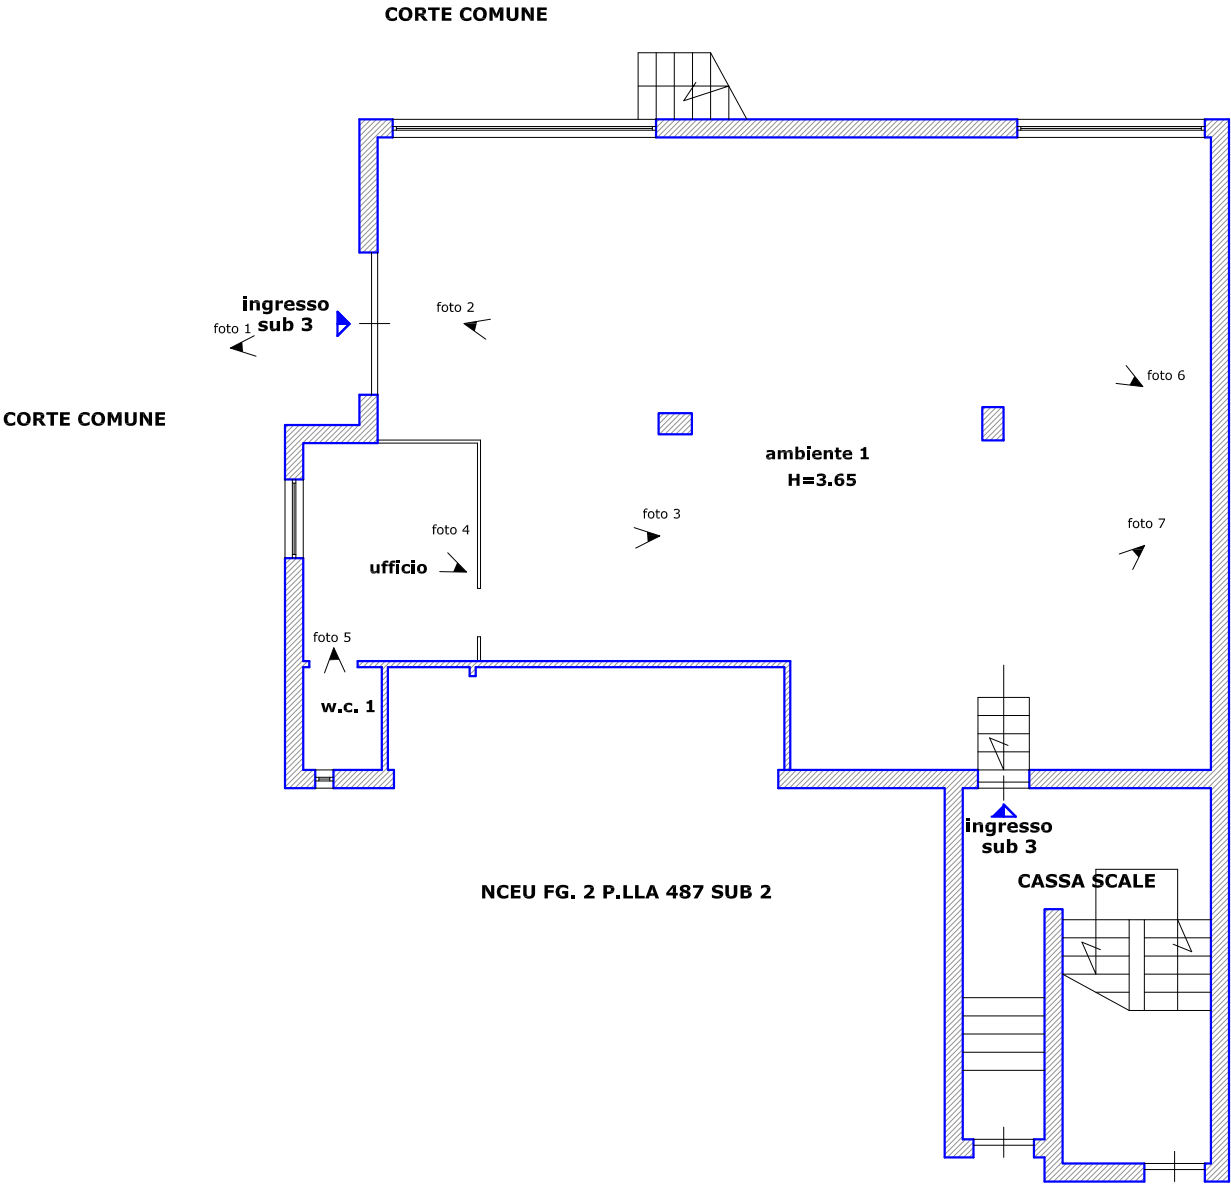 CORTE COMUNE
ingresso
sub 3
foto 1
foto 2
foto 6
CORTE COMUNE
ambiente 1
H=3.65
foto 3
foto 4
foto 7
ufficio
foto 5
w.c. 1
ingresso
sub 3
CASSA SCALE
NCEU FG. 2 P.LLA 487 SUB 2